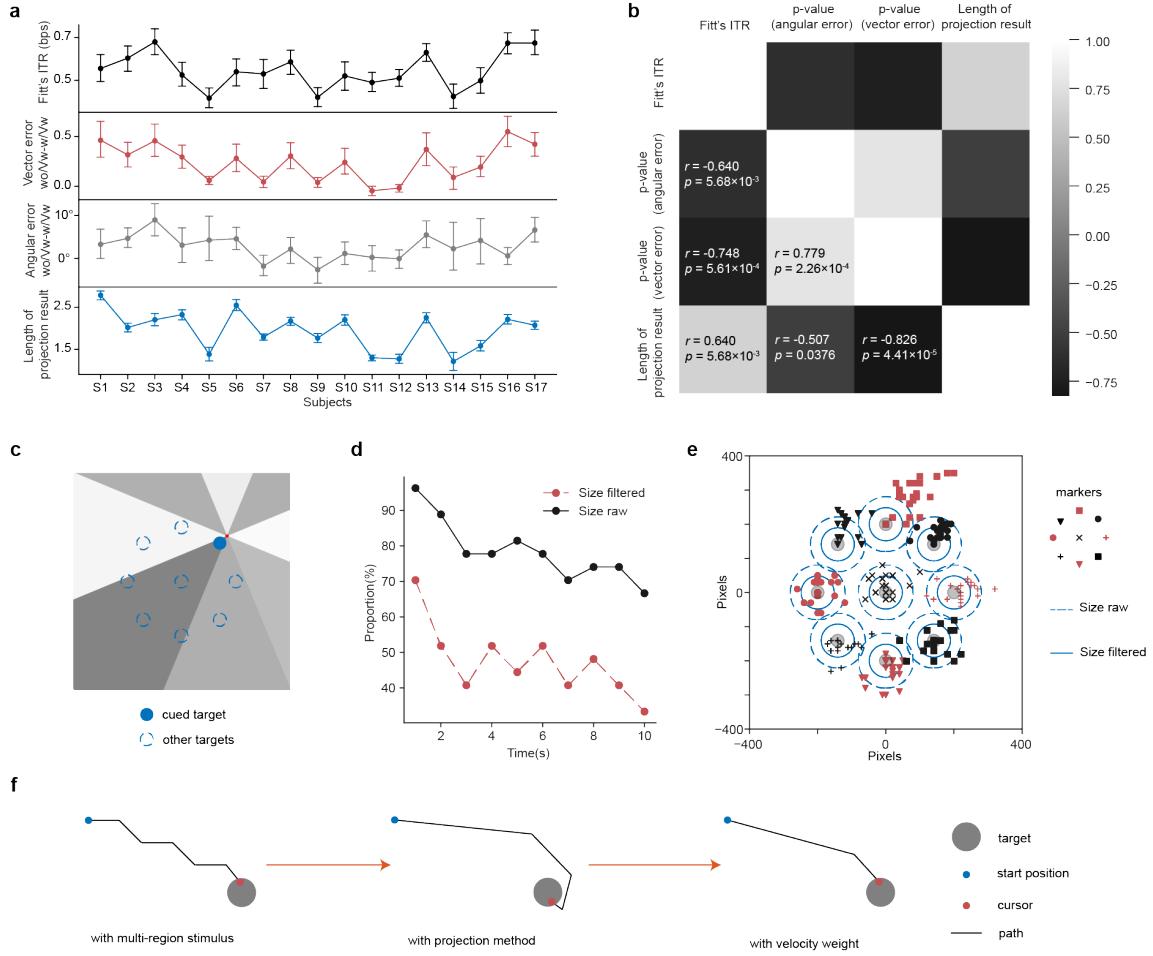 a
Fitt's ITR (bps)
0.7
0.5
Vector error
wo/Vw-w/Vw
0.5
0.0
Angular error
wo/Vw-w/Vw
10°
0°
Length of
projection result
2.5
1.5
S1 S2 S3 S4 S5 S6 S7 S8 S9 S10 S11 S12 S13 S14 S15 S16 S17
Subjects
b
Fitt's ITR
p-value
(angular error)
p-value
(vector error)
Length of
projection result
Fitt's ITR
p-value
(angular error)
p-value
(vector error)
Length of
projection result
r = -0.640
p = 5.68×10⁻³
r = -0.748
p = 5.61×10⁻⁴
r = 0.779
p = 2.26×10⁻⁴
r = 0.640
p = 5.68×10⁻³
r = -0.507
p = 0.0376
r = -0.826
p = 4.41×10⁻⁵
1.00
0.75
0.50
0.25
0.00
−0.25
−0.50
−0.75
c
cued target
other targets
d
Proportion(%)
90
80
70
60
50
40
2 4 6 8 10
Time(s)
Size filtered
Size raw
e
Pixels
400
0
−400
−400 0 400
Pixels
markers
Size raw
Size filtered
f
with multi-region stimulus
with projection method
with velocity weight
target
start position
cursor
path